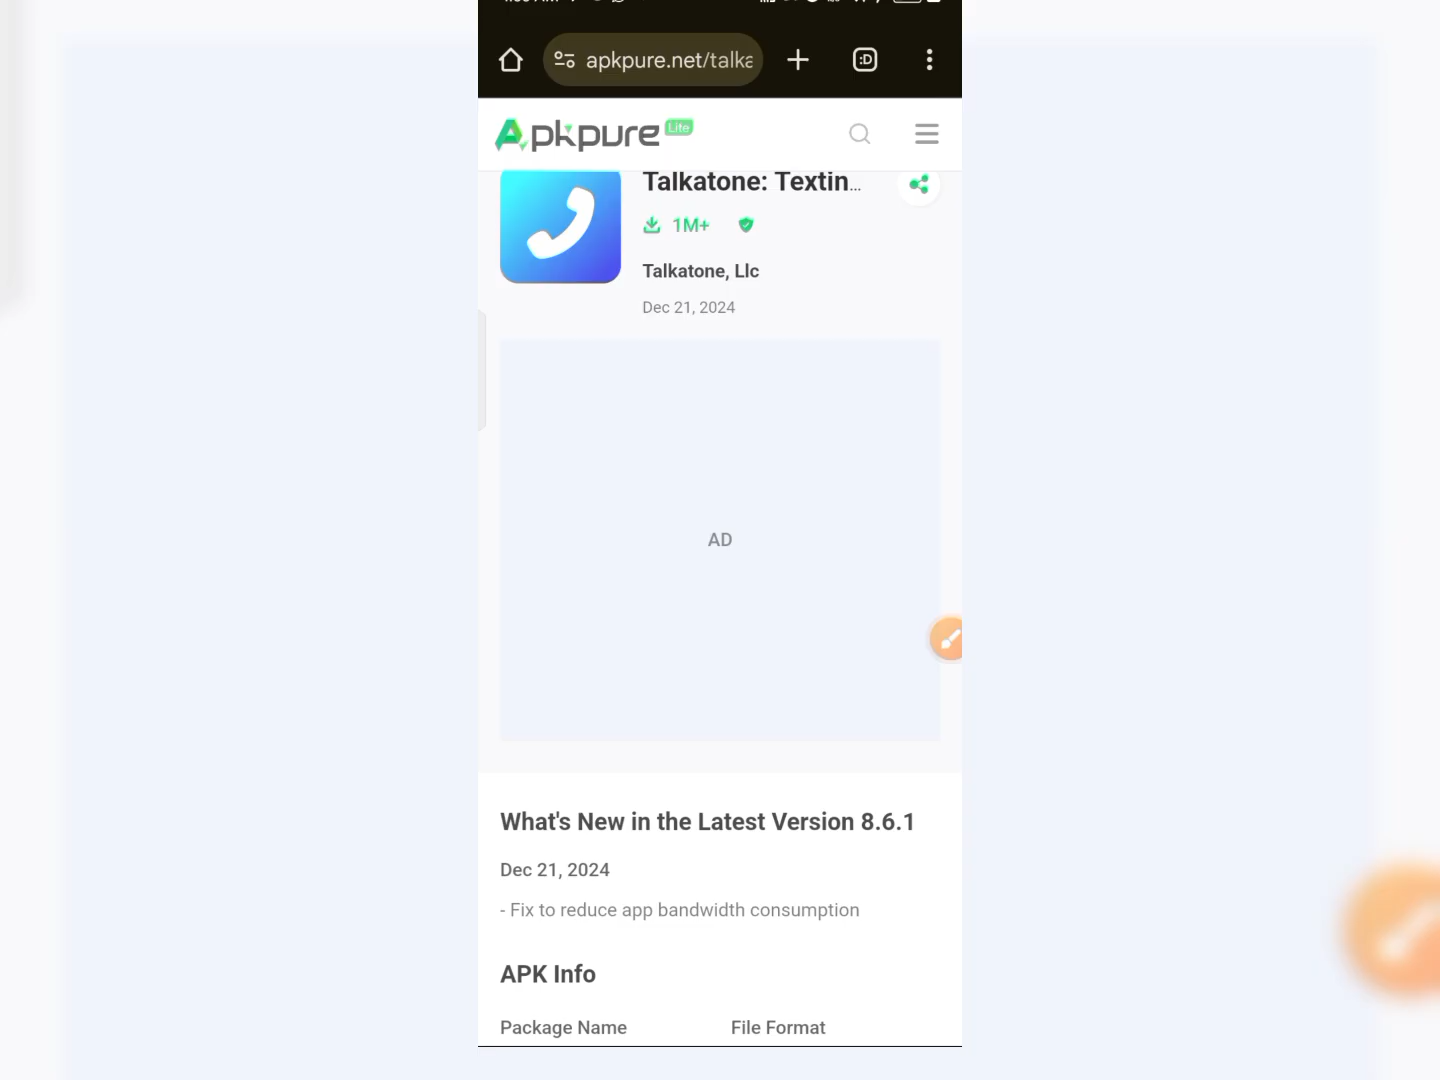 apkpure.net/talka
Apkpure Lite
Talkatone: Textin...
1M+
Talkatone, Llc
Dec 21, 2024
AD
What's New in the Latest Version 8.6.1
Dec 21, 2024
- Fix to reduce app bandwidth consumption
APK Info
Package Name File Format